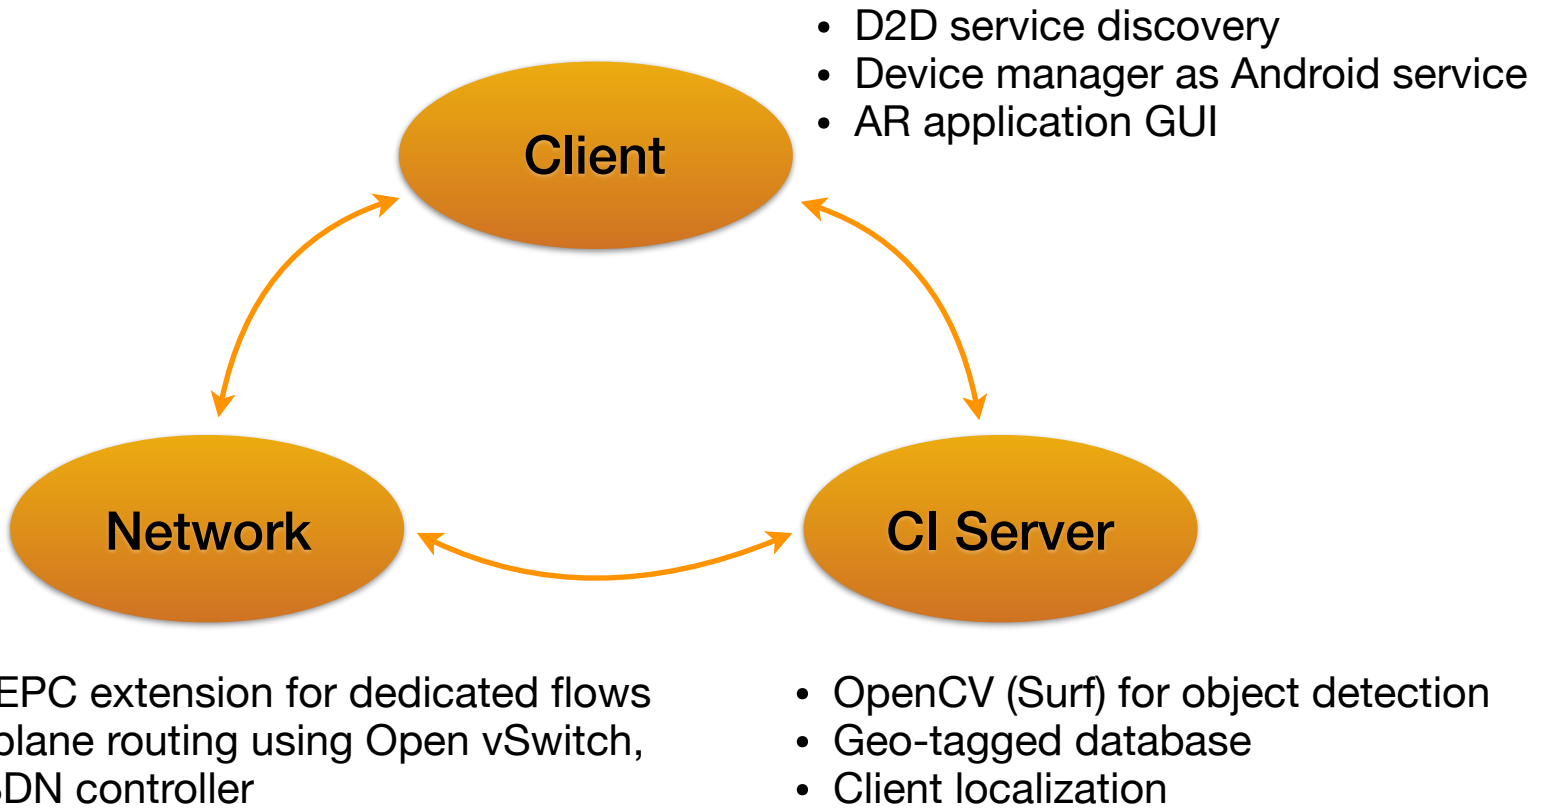 • D2D service discovery
• Device manager as Android service
• AR application GUI
Client
Network
CI Server
EPC extension for dedicated flows
plane routing using Open vSwitch,
SDN controller
• OpenCV (Surf) for object detection
• Geo-tagged database
• Client localization